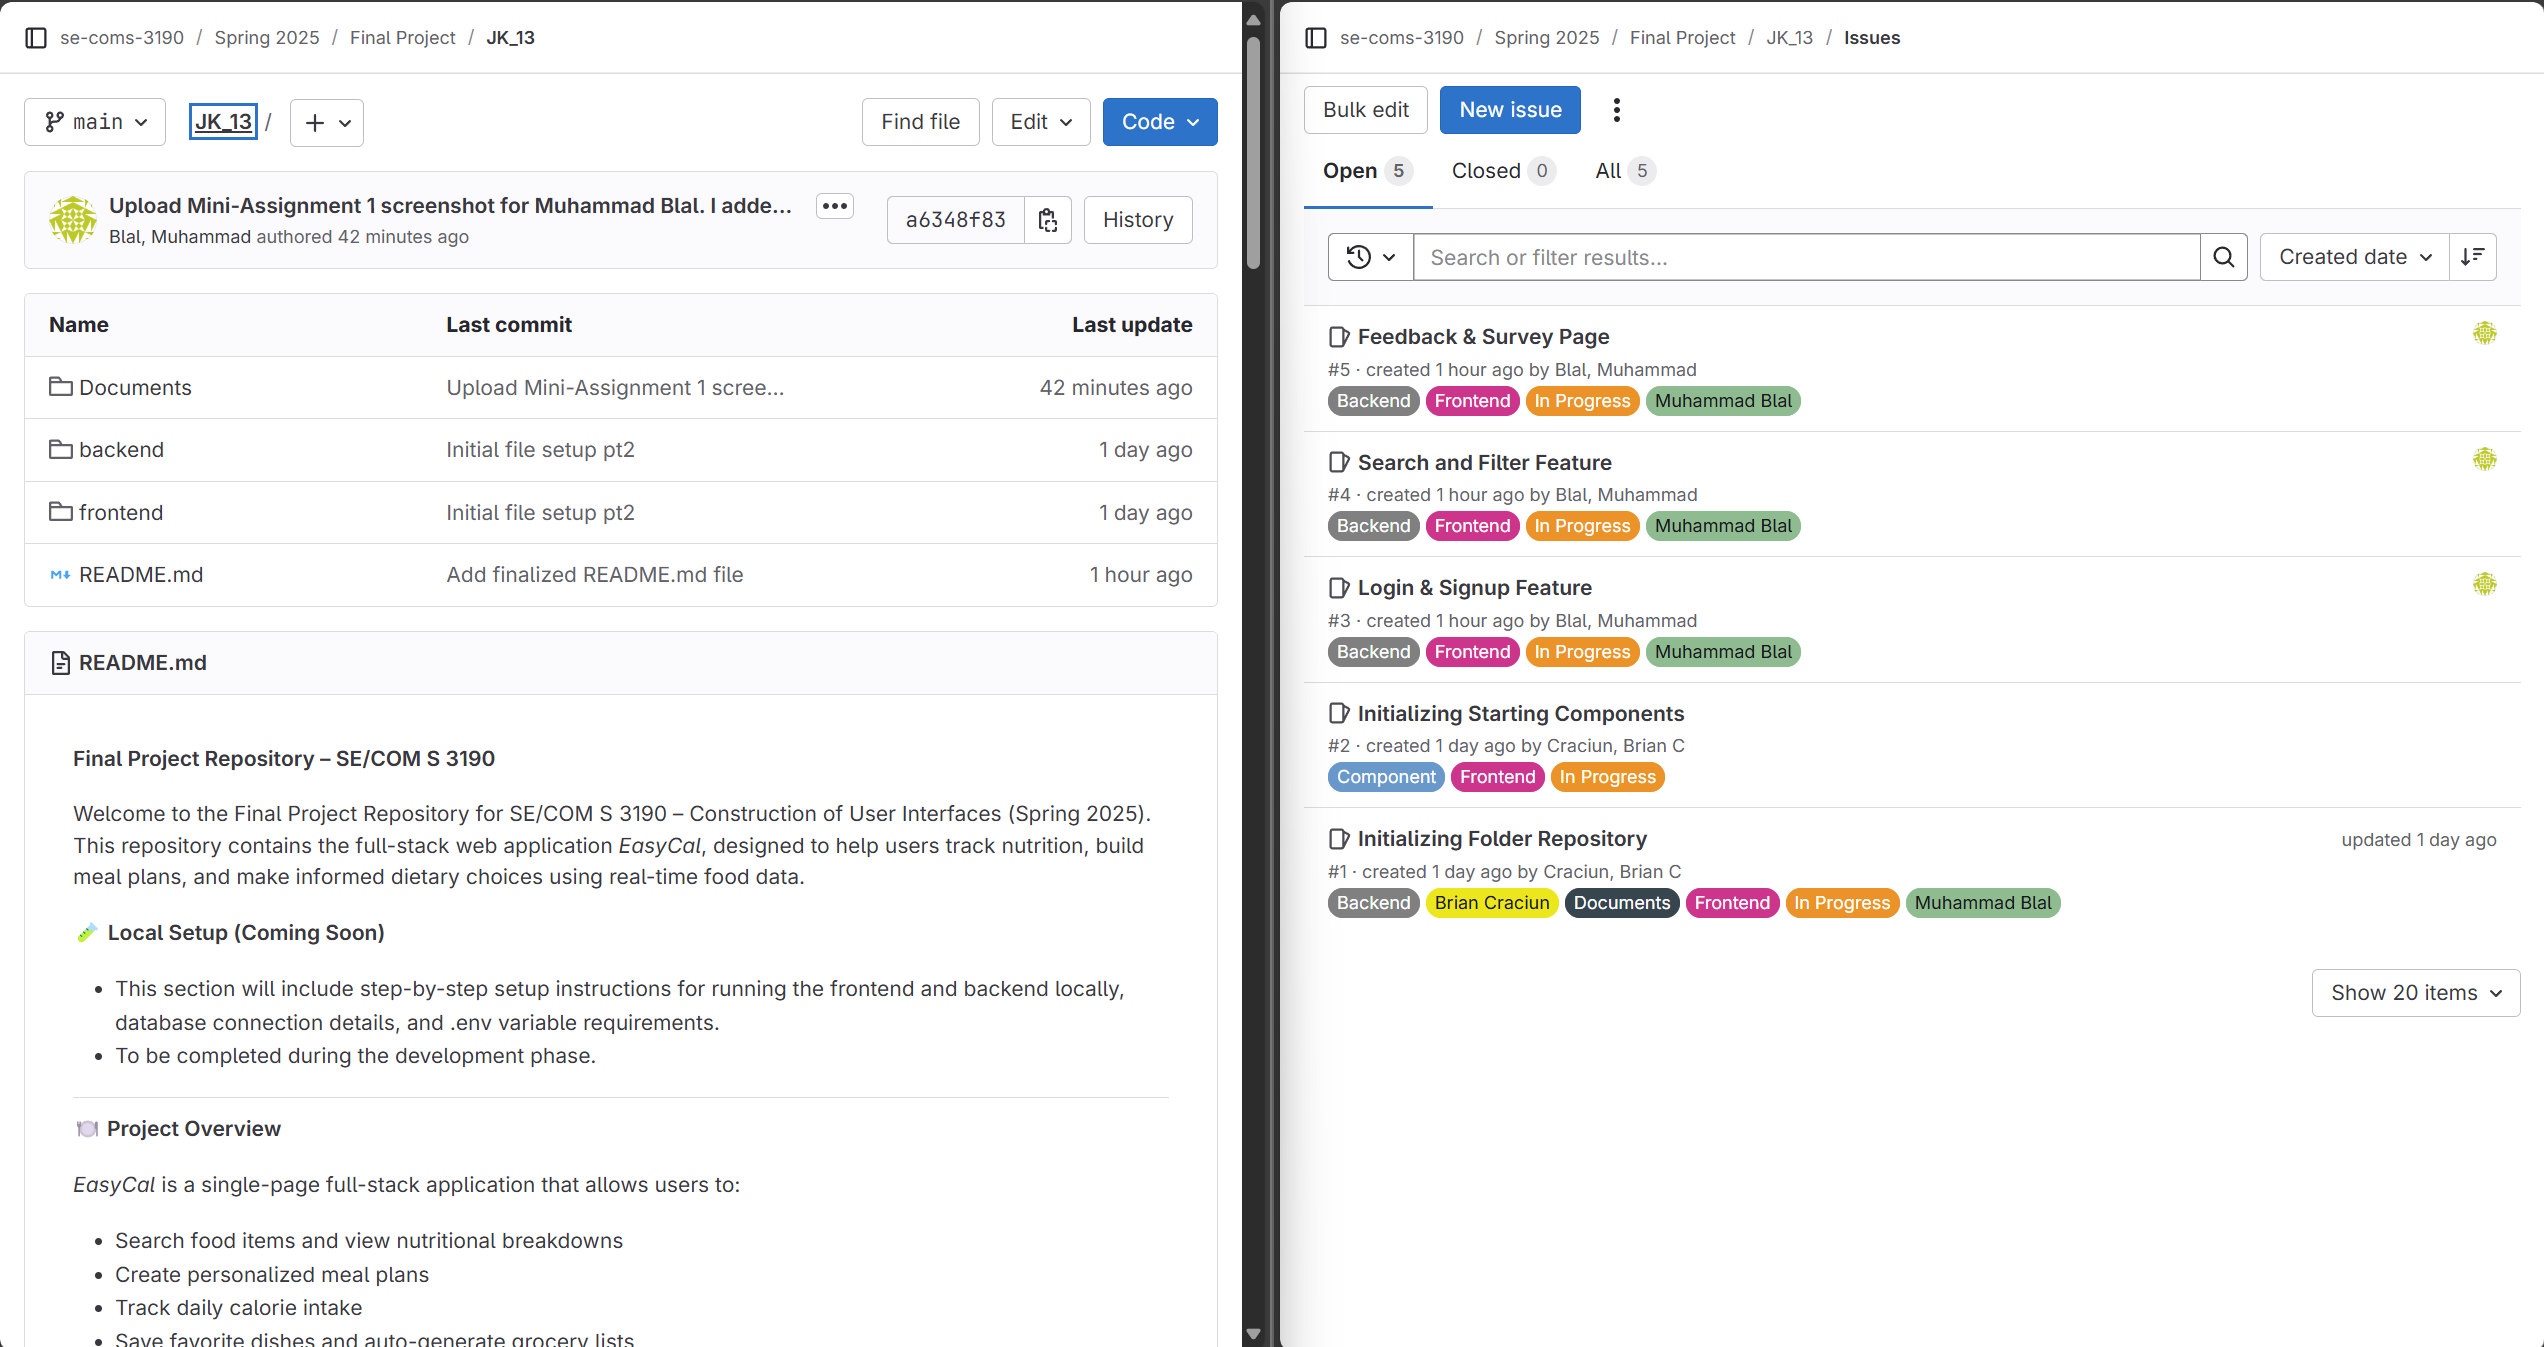 se-coms-3190 / Spring 2025 / Final Project / JK_13
main JK_13 / + Find file Edit Code
Upload Mini-Assignment 1 screenshot for Muhammad Blal. I adde...
Blal, Muhammad authored 42 minutes ago
a6348f83 History
Name Last commit Last update
Documents Upload Mini-Assignment 1 scree... 42 minutes ago
backend Initial file setup pt2 1 day ago
frontend Initial file setup pt2 1 day ago
README.md Add finalized README.md file 1 hour ago
README.md
Final Project Repository – SE/COM S 3190
Welcome to the Final Project Repository for SE/COM S 3190 – Construction of User Interfaces (Spring 2025).
This repository contains the full-stack web application EasyCal, designed to help users track nutrition, build
meal plans, and make informed dietary choices using real-time food data.
Local Setup (Coming Soon)
• This section will include step-by-step setup instructions for running the frontend and backend locally,
database connection details, and .env variable requirements.
• To be completed during the development phase.
Project Overview
EasyCal is a single-page full-stack application that allows users to:
• Search food items and view nutritional breakdowns
• Create personalized meal plans
• Track daily calorie intake
• Save favorite dishes and auto-generate grocery lists
se-coms-3190 / Spring 2025 / Final Project / JK_13 / Issues
Bulk edit New issue
Open 5 Closed 0 All 5
Search or filter results... Created date
Feedback & Survey Page
#5 · created 1 hour ago by Blal, Muhammad
Backend Frontend In Progress Muhammad Blal
Search and Filter Feature
#4 · created 1 hour ago by Blal, Muhammad
Backend Frontend In Progress Muhammad Blal
Login & Signup Feature
#3 · created 1 hour ago by Blal, Muhammad
Backend Frontend In Progress Muhammad Blal
Initializing Starting Components
#2 · created 1 day ago by Craciun, Brian C
Component Frontend In Progress
Initializing Folder Repository updated 1 day ago
#1 · created 1 day ago by Craciun, Brian C
Backend Brian Craciun Documents Frontend In Progress Muhammad Blal
Show 20 items